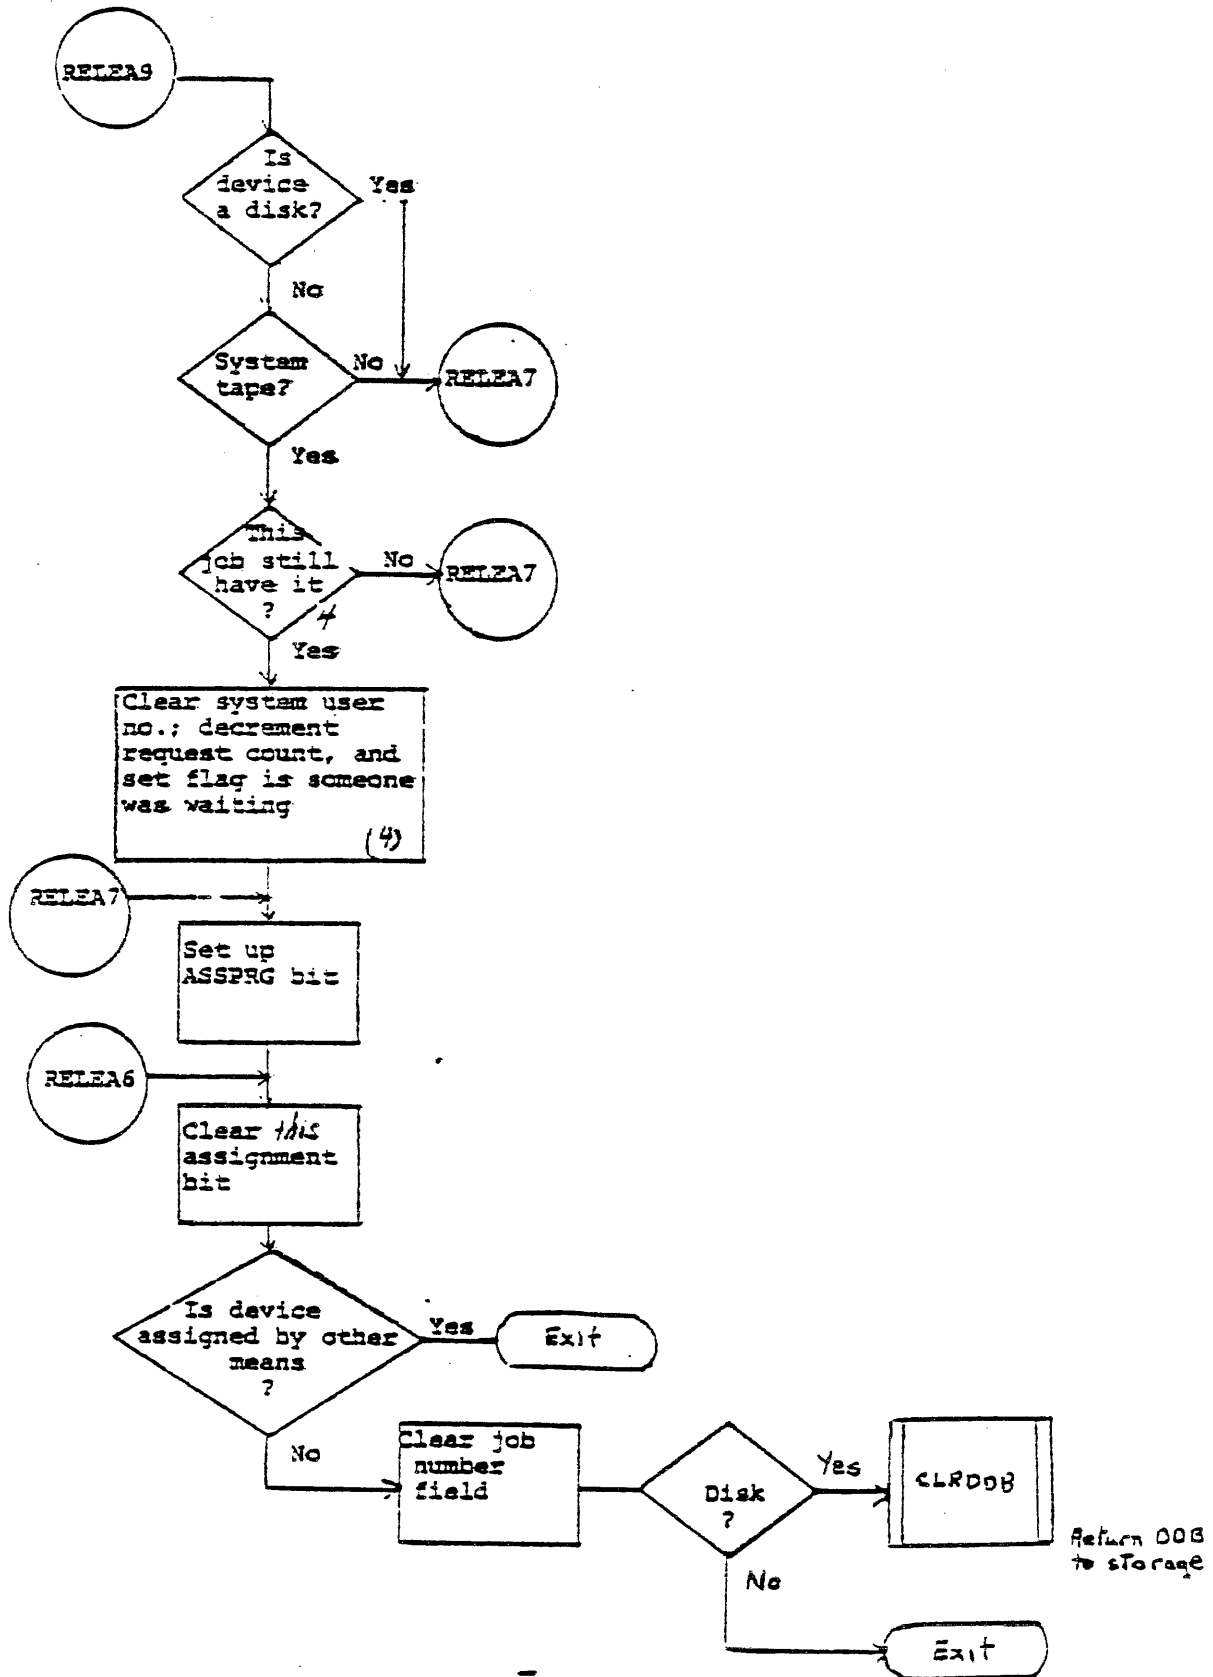 RELEA9
Is
device
a disk?
Yes
No
System
tape?
No
RELEA7
Yes
This
job still
have it
?
4
No
RELEA7
Yes
Clear system user
no.; decrement
request count, and
set flag is someone
was waiting
(4)
RELEA7
Set up
ASSPRG bit
RELEA6
Clear this
assignment
bit
Is device
assigned by other
means
?
Yes
Exit
No
Clear job
number
field
Disk
?
Yes
CLRDDB
Return DDB
to storage
No
Exit